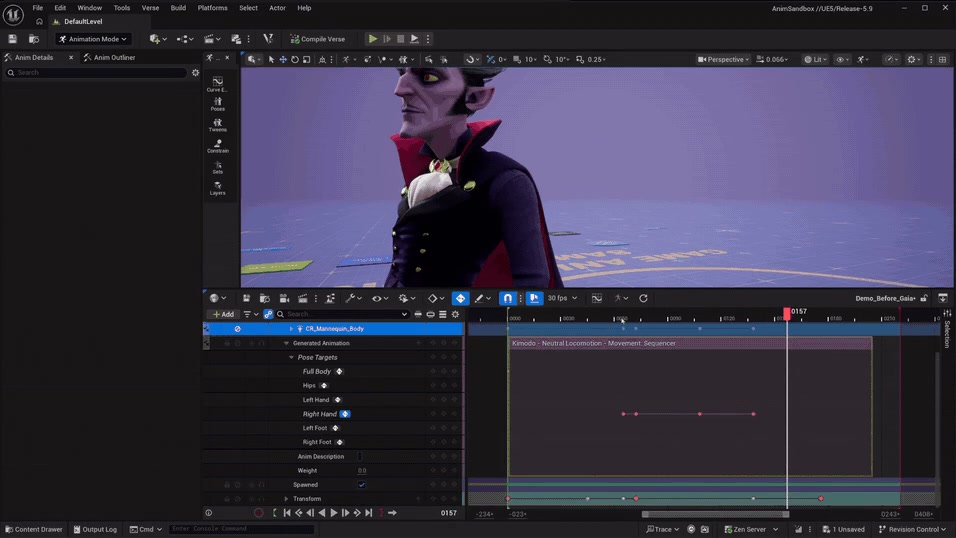 File Edit Window Tools Verse Build Platforms Select Actor Help
AnimSandbox //UE5/Release-5.9
DefaultLevel
Animation Mode
Compile Verse
Anim Details
Anim Outliner
Search
Curve E...
Poses
Tweens
Constrain
Sets
Layers
0
10
10°
0.25
Perspective
0.066
Lit
30 fps
Demo_Before_Gaia
Add
Search...
0157
0000
0030
Selection
CR_Mannequin_Body
Generated Animation
Kimodo - Neutral Locomotion - Movement: Sequencer
Pose Targets
Full Body
Hips
Left Hand
Right Hand
Left Foot
Right Foot
Anim Description
Weight
0.0
Spawned
Transform
0157
-234+
-023+
0243+
0408+
Content Drawer
Output Log
Cmd
Enter Console Command
Trace
Zen Server
1 Unsaved
Revision Control